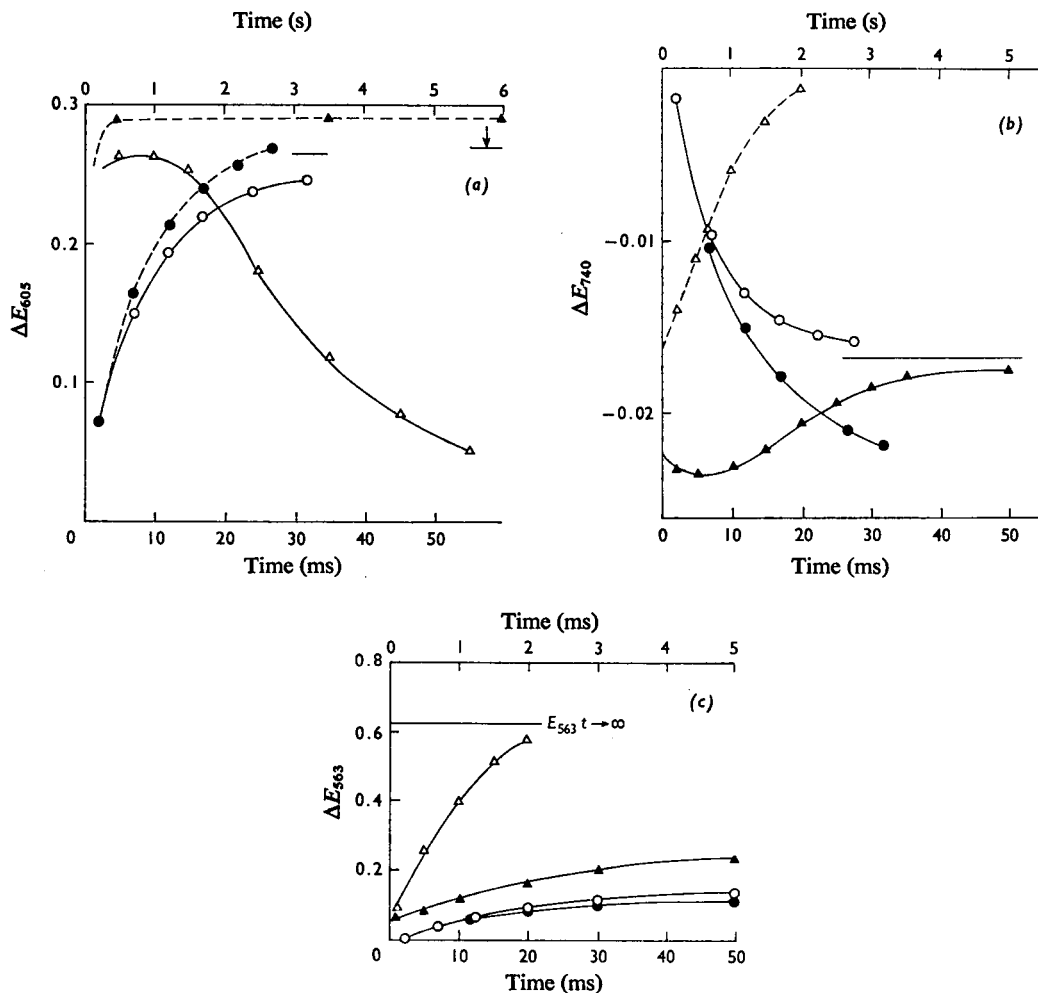 Time (s)
0 1 2 3 4 5 6
0.3
0.2
0.1
0
ΔE605
(a)
0 10 20 30 40 50
Time (ms)
Time (s)
0 1 2 3 4 5
−0.01
−0.02
ΔE740
(b)
0 10 20 30 40 50
Time (ms)
Time (ms)
0 1 2 3 4 5
0.8
0.6
0.4
0.2
0
ΔE563
(c)
E563 t→∞
10 20 30 40 50
Time (ms)